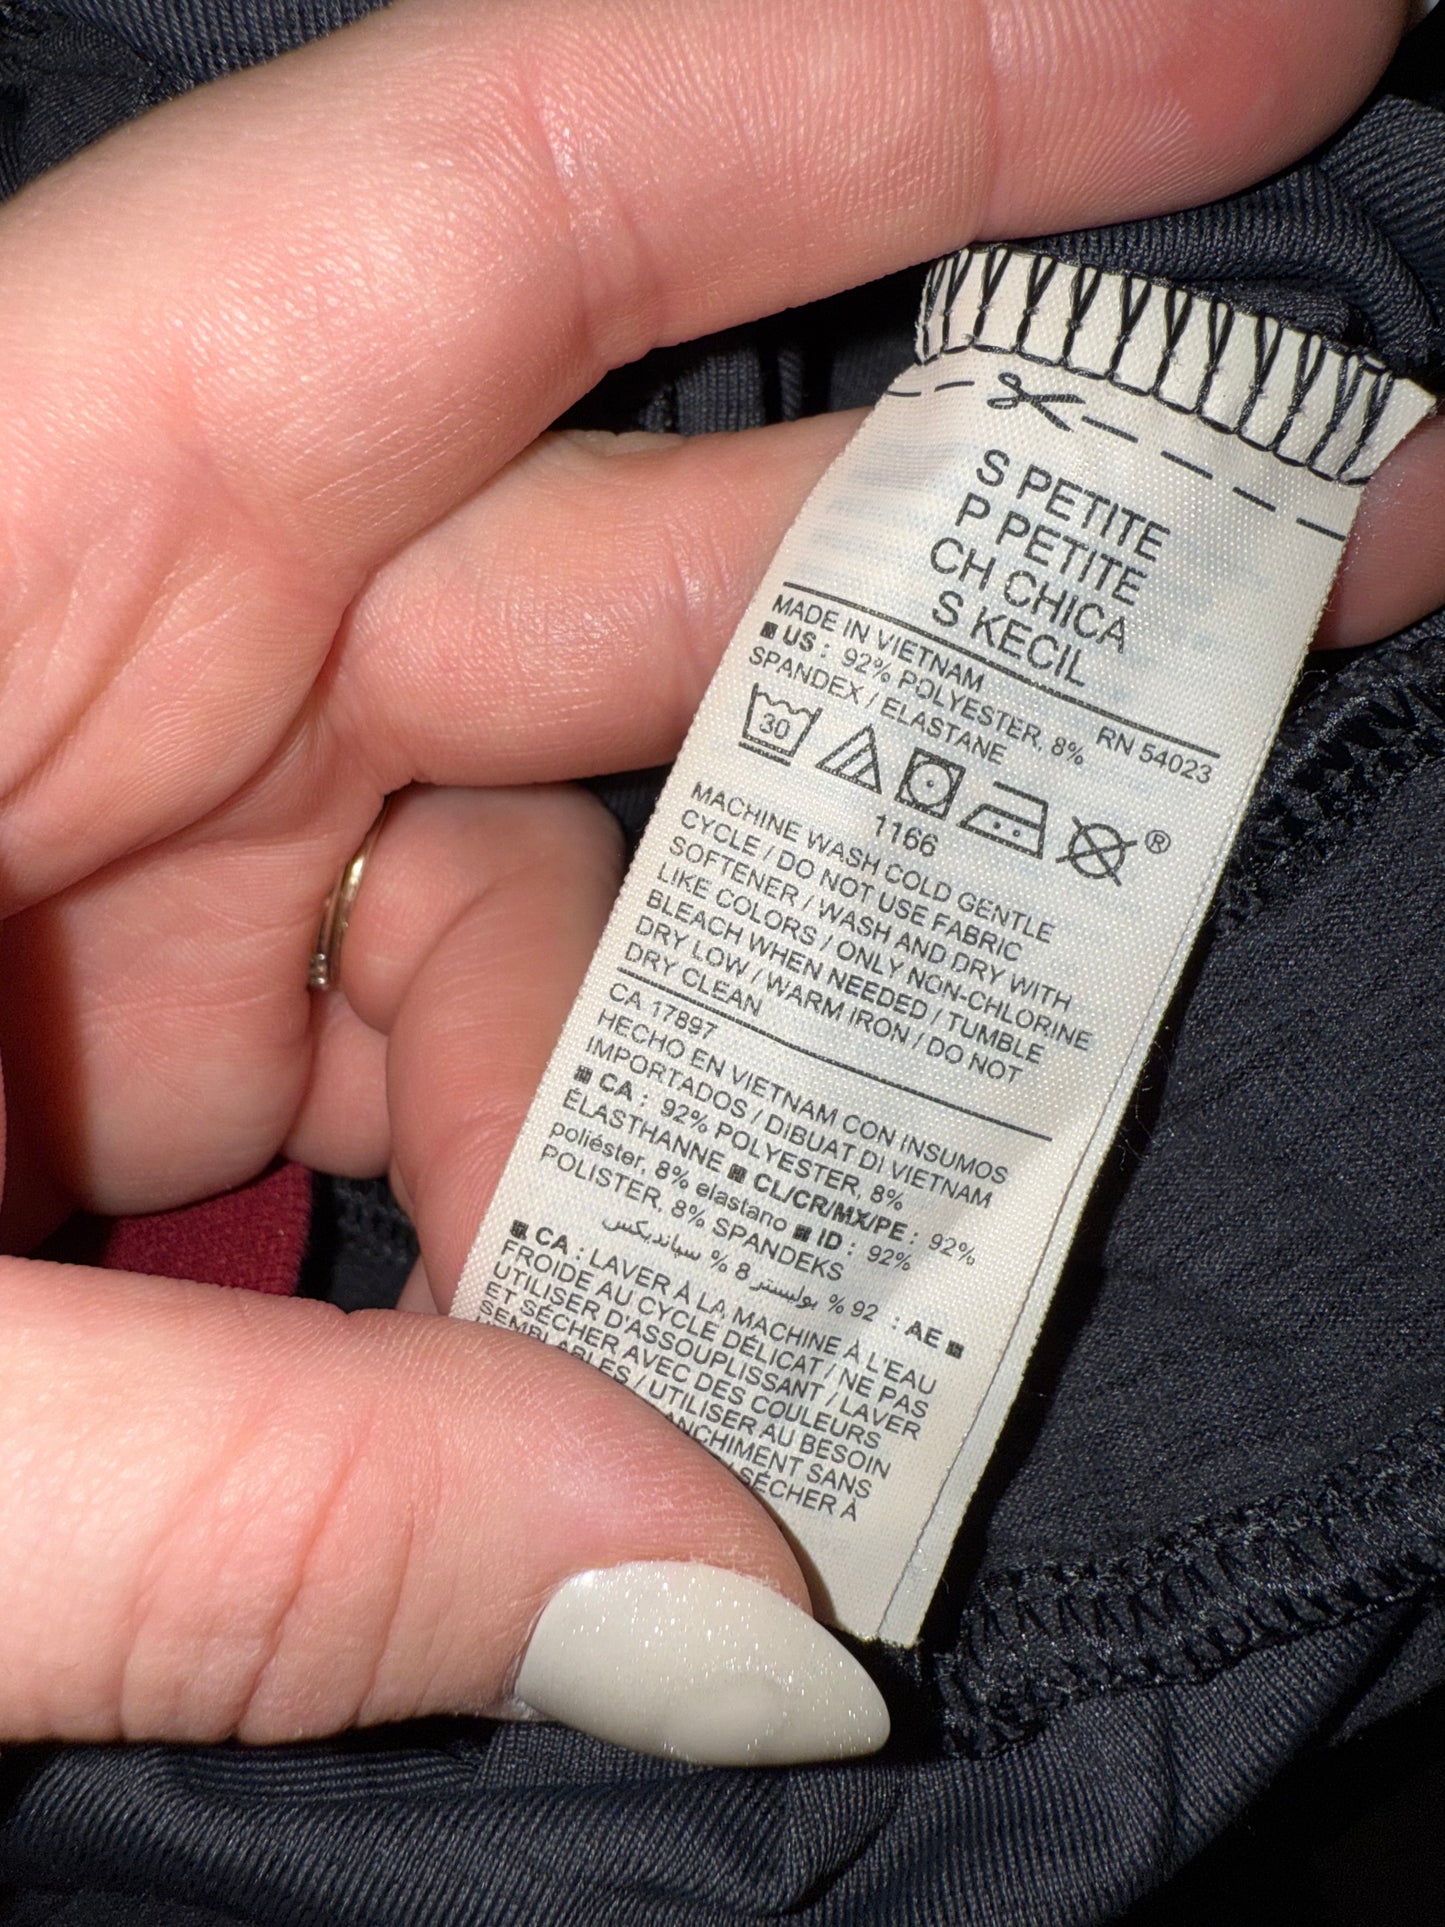 S PETITE
P PETITE
CH CHICA
S KECIL
MADE IN VIETNAM RN 54023
US : 92% POLYESTER, 8%
SPANDEX / ELASTANE
30
1166 ®
MACHINE WASH COLD GENTLE
CYCLE / DO NOT USE FABRIC
SOFTENER / WASH AND DRY WITH
LIKE COLORS / ONLY NON-CHLORINE
BLEACH WHEN NEEDED / TUMBLE
DRY LOW / WARM IRON / DO NOT
DRY CLEAN
CA 17897
HECHO EN VIETNAM CON INSUMOS
IMPORTADOS / DIBUAT DI VIETNAM
CA : 92% POLYESTER, 8%
ÉLASTHANNE CL/CR/MX/PE : 92%
poliéster, 8% elastano ID : 92%
POLISTER, 8% SPANDEKS
AE : 92 % بوليستر 8 % سباندیکس
CA : LAVER À LA MACHINE À L'EAU
FROIDE AU CYCLE DÉLICAT / NE PAS
UTILISER D'ASSOUPLISSANT / LAVER
ET SÉCHER AVEC DES COULEURS
SEMBLABLES / UTILISER AU BESOIN
ANCHIMENT SANS
SÉCHER À